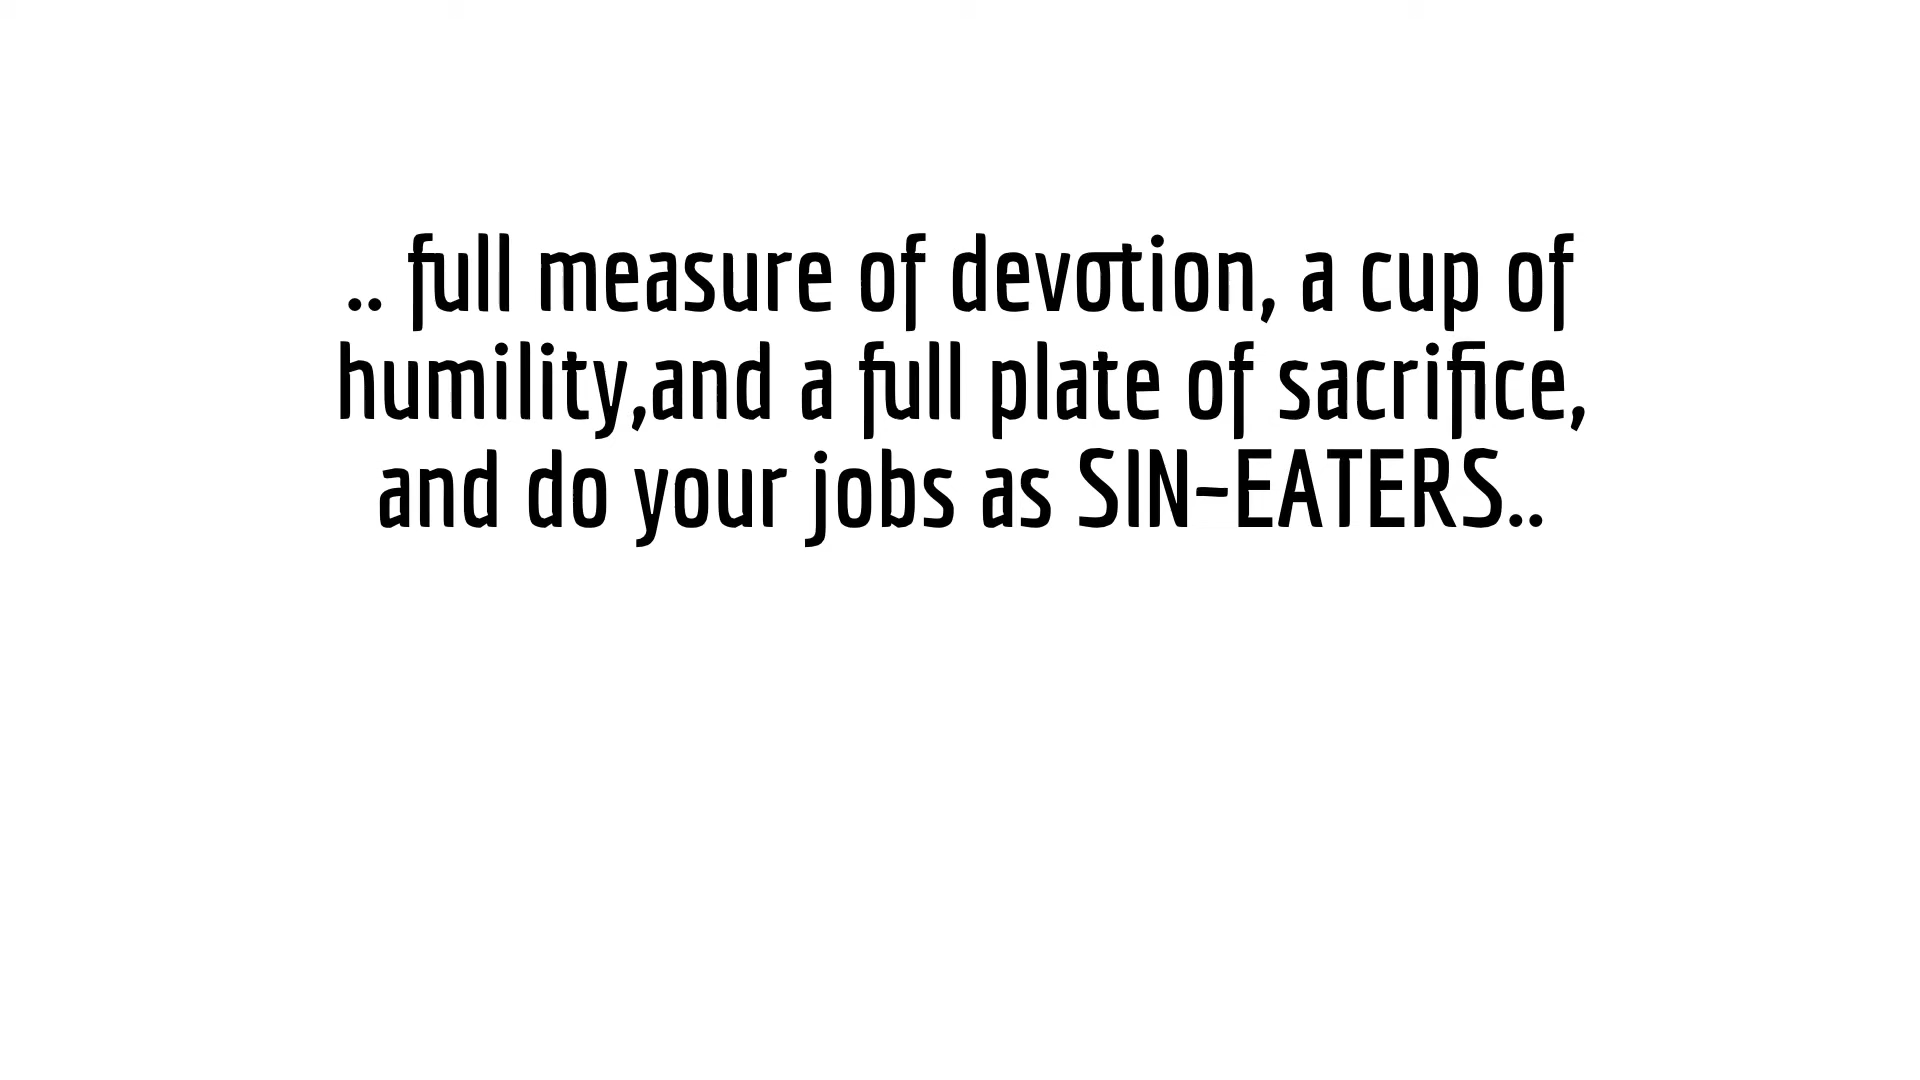 .. full measure of devotion, a cup of
humility,and a full plate of sacrifice,
and do your jobs as SIN-EATERS..